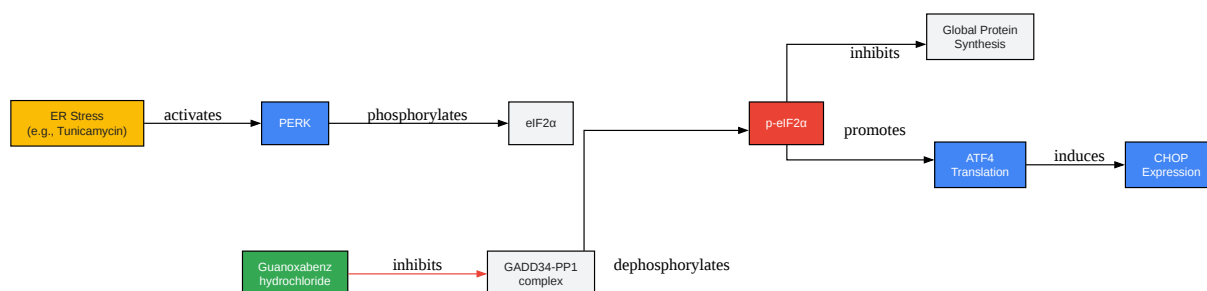 Global Protein
Synthesis
inhibits
ER Stress
(e.g., Tunicamycin)
activates
PERK
phosphorylates
eIF2α
p-eIF2α
promotes
ATF4
Translation
induces
CHOP
Expression
Guanoxabenz
hydrochloride
inhibits
GADD34-PP1
complex
dephosphorylates